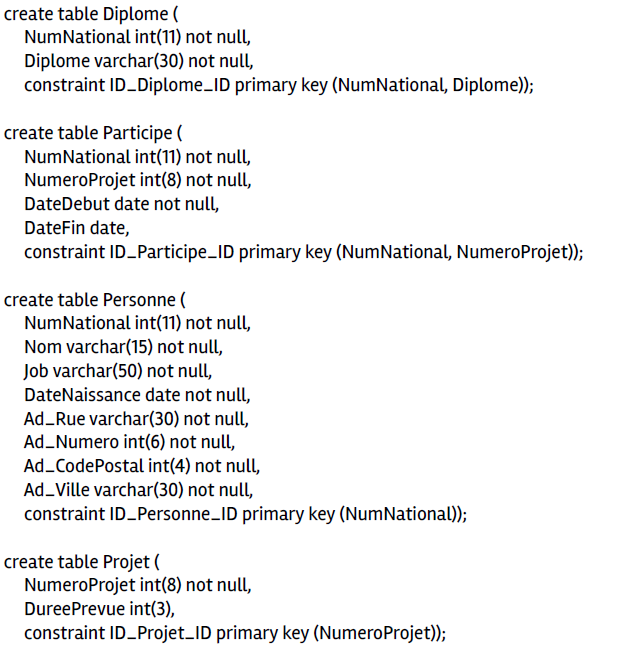 create table Diplome (
NumNational int(11) not null,
Diplome varchar(30) not null,
constraint ID_Diplome_ID primary key (NumNational, Diplome));
create table Participe (
NumNational int(11) not null,
NumeroProjet int(8) not null,
DateDebut date not null,
DateFin date,
constraint ID_Participe_ID primary key (NumNational, NumeroProjet));
create table Personne (
NumNational int(11) not null,
Nom varchar(15) not null,
Job varchar(50) not null,
DateNaissance date not null,
Ad_Rue varchar(30) not null,
Ad_Numero int(6) not null,
Ad_CodePostal int(4) not null,
Ad_Ville varchar(30) not null,
constraint ID_Personne_ID primary key (NumNational));
create table Projet (
NumeroProjet int(8) not null,
DureePrevue int(3),
constraint ID_Projet_ID primary key (NumeroProjet));